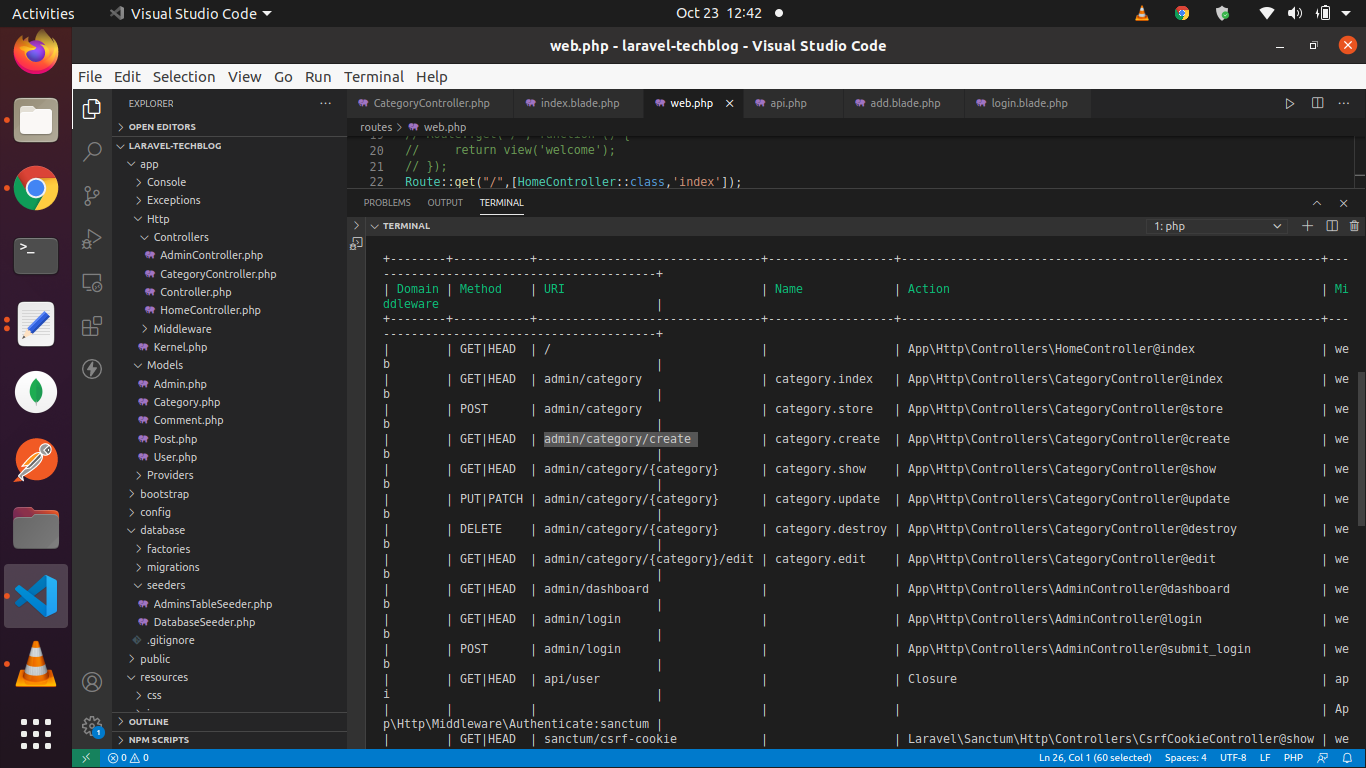 Activities Visual Studio Code Oct 23 12:42
web.php - laravel-techblog - Visual Studio Code
File Edit Selection View Go Run Terminal Help
EXPLORER ...
OPEN EDITORS
LARAVEL-TECHBLOG
app
Console
Exceptions
Http
Controllers
AdminController.php
CategoryController.php
Controller.php
HomeController.php
Middleware
Kernel.php
Models
Admin.php
Category.php
Comment.php
Post.php
User.php
Providers
bootstrap
config
database
factories
migrations
seeders
AdminsTableSeeder.php
DatabaseSeeder.php
.gitignore
public
resources
css
OUTLINE
NPM SCRIPTS
CategoryController.php index.blade.php web.php api.php add.blade.php login.blade.php
routes > web.php
20 // return view('welcome');
21 // });
22 Route::get("/",[HomeController::class,'index']);
PROBLEMS OUTPUT TERMINAL
TERMINAL 1: php
+--------+-----------+--------------------------------+------------------+------------------------------------------------------------+---
---------------------------------------+
| Domain | Method | URI | Name | Action | Mi
ddleware |
+--------+-----------+--------------------------------+------------------+------------------------------------------------------------+---
---------------------------------------+
| | GET|HEAD | / | | App\Http\Controllers\HomeController@index | we
b |
| | GET|HEAD | admin/category | category.index | App\Http\Controllers\CategoryController@index | we
b |
| | POST | admin/category | category.store | App\Http\Controllers\CategoryController@store | we
b |
| | GET|HEAD | admin/category/create | category.create | App\Http\Controllers\CategoryController@create | we
b |
| | GET|HEAD | admin/category/{category} | category.show | App\Http\Controllers\CategoryController@show | we
b |
| | PUT|PATCH | admin/category/{category} | category.update | App\Http\Controllers\CategoryController@update | we
b |
| | DELETE | admin/category/{category} | category.destroy | App\Http\Controllers\CategoryController@destroy | we
b |
| | GET|HEAD | admin/category/{category}/edit | category.edit | App\Http\Controllers\CategoryController@edit | we
b |
| | GET|HEAD | admin/dashboard | | App\Http\Controllers\AdminController@dashboard | we
b |
| | GET|HEAD | admin/login | | App\Http\Controllers\AdminController@login | we
b |
| | POST | admin/login | | App\Http\Controllers\AdminController@submit_login | we
b |
| | GET|HEAD | api/user | | Closure | ap
i |
| | | | | | Ap
p\Http\Middleware\Authenticate:sanctum |
| | GET|HEAD | sanctum/csrf-cookie | | Laravel\Sanctum\Http\Controllers\CsrfCookieController@show | we
1
0 0 Ln 26, Col 1 (60 selected) Spaces: 4 UTF-8 LF PHP